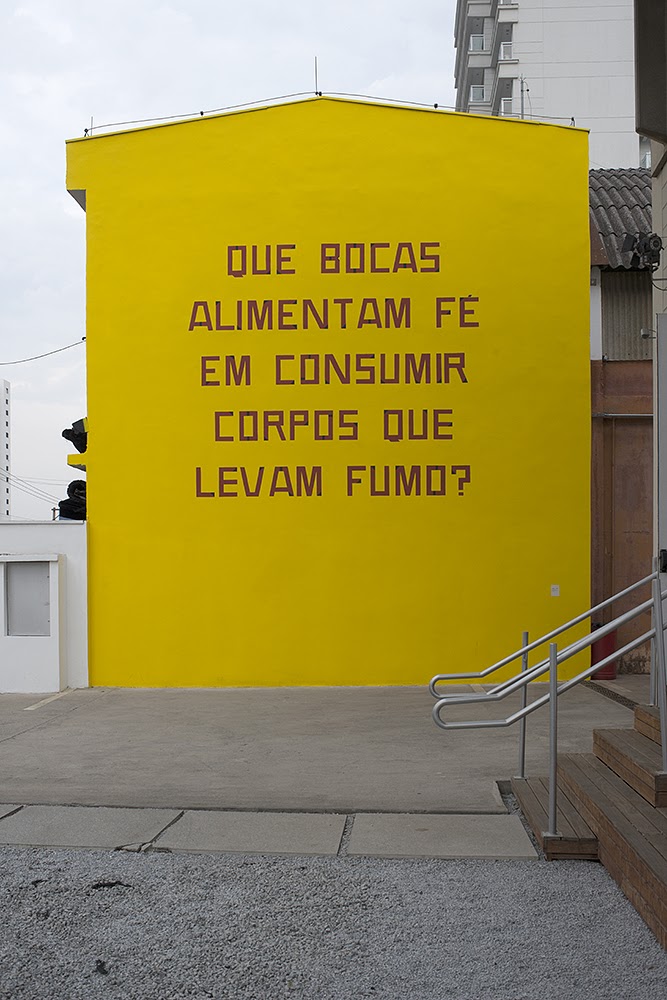 QUE BOCAS
ALIMENTAM FÉ
EM CONSUMIR
CORPOS QUE
LEVAM FUMO?